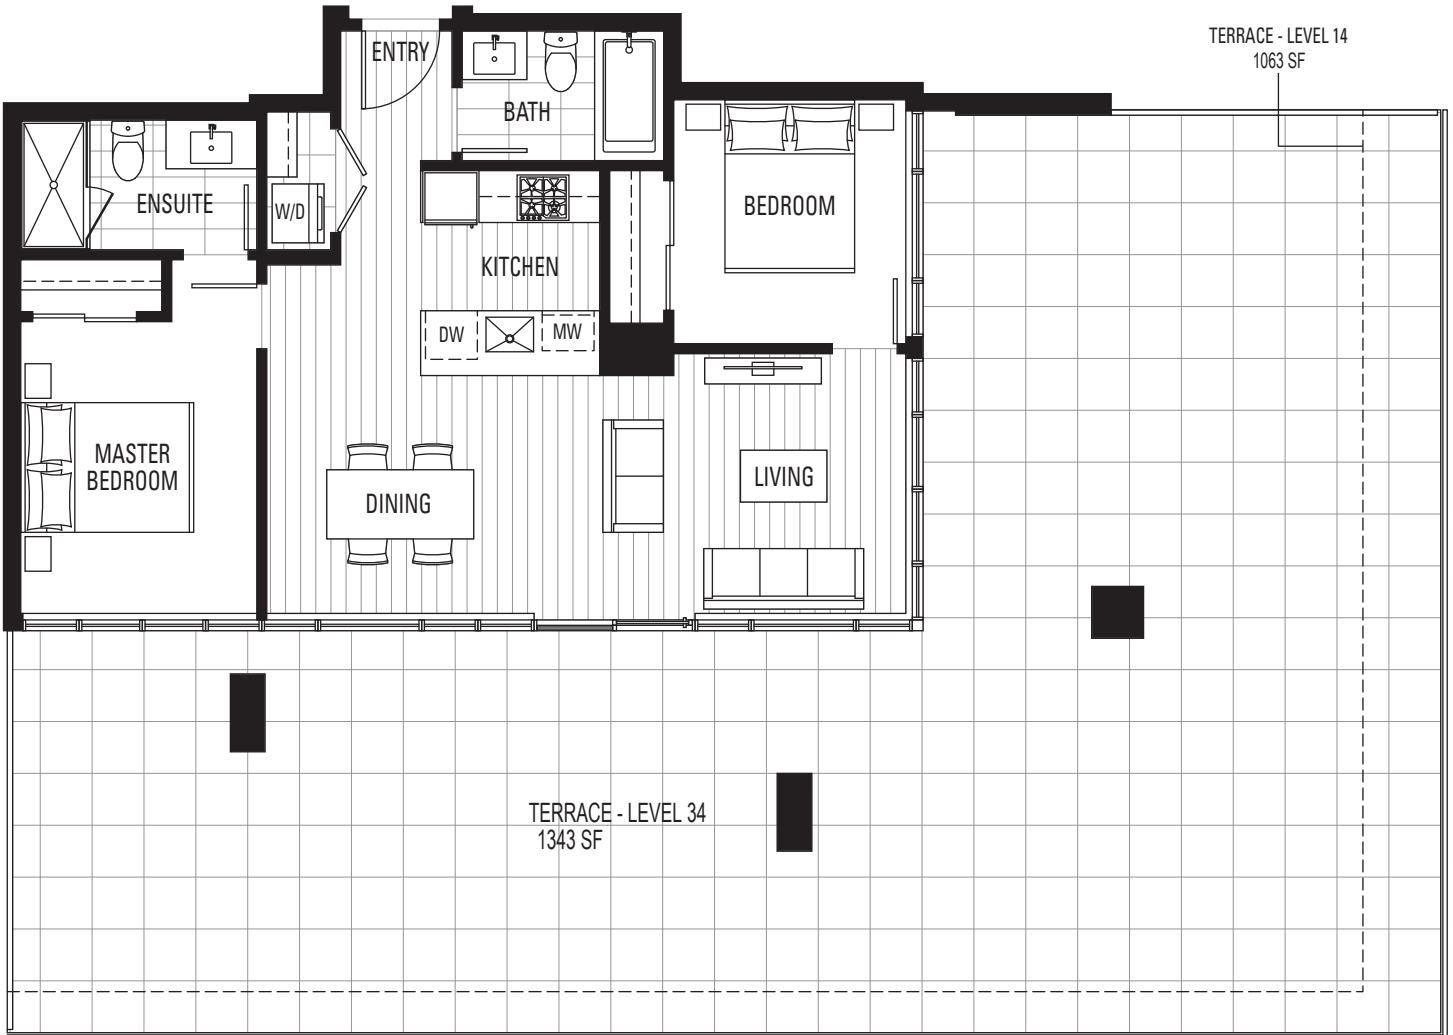 TERRACE - LEVEL 14
1063 SF
ENTRY
BATH
ENSUITE
W/D
BEDROOM
KITCHEN
DW
MW
MASTER
BEDROOM
DINING
LIVING
TERRACE - LEVEL 34
1343 SF